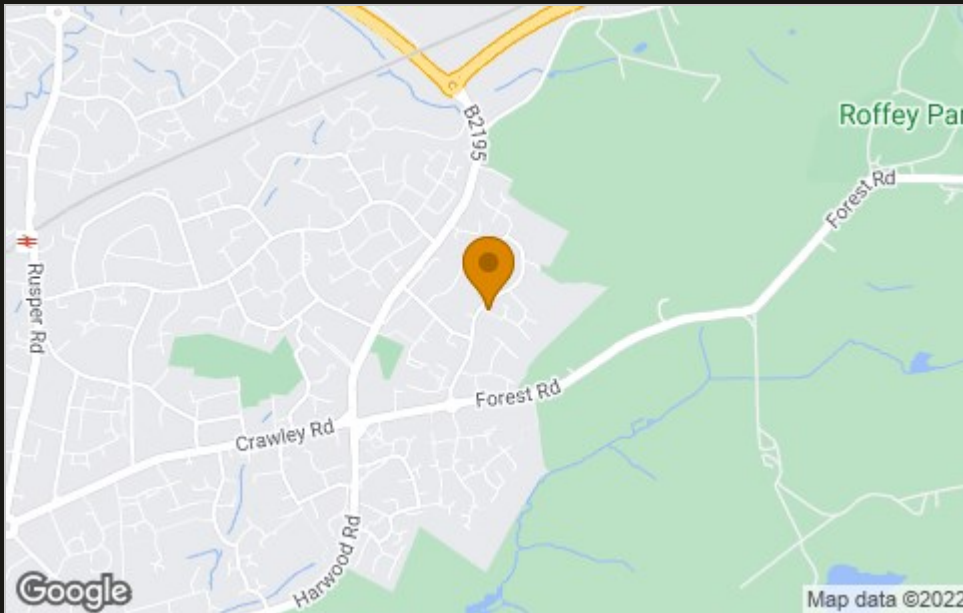 B2195
Roffey Par
Forest Rd
Rusper Rd
Forest Rd
Crawley Rd
Harwood Rd
Google
Map data ©2022